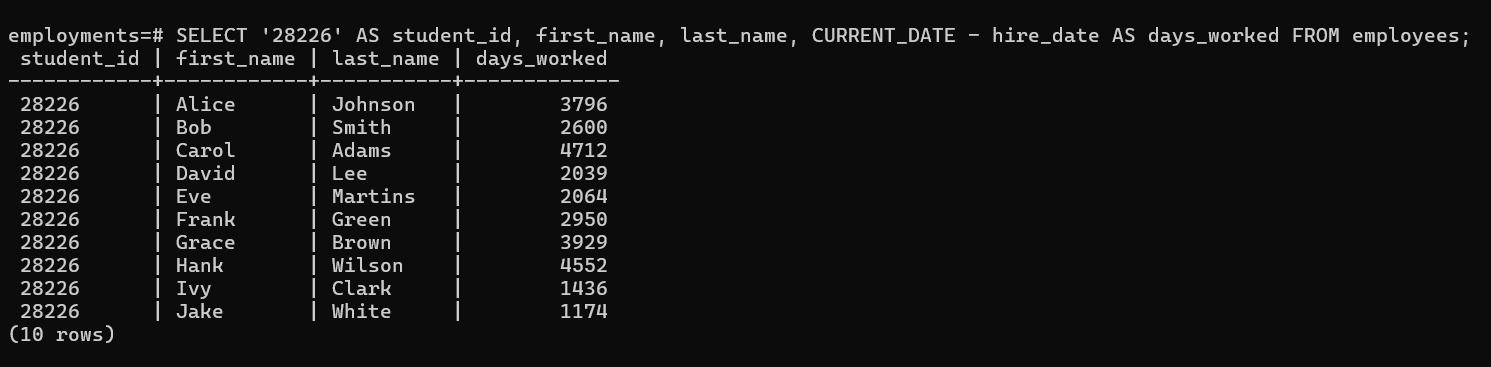 employments=# SELECT '28226' AS student_id, first_name, last_name, CURRENT_DATE - hire_date AS days_worked FROM employees;
 student_id | first_name | last_name | days_worked
------------+------------+-----------+-------------
 28226      | Alice      | Johnson   |        3796
 28226      | Bob        | Smith     |        2600
 28226      | Carol      | Adams     |        4712
 28226      | David      | Lee       |        2039
 28226      | Eve        | Martins   |        2064
 28226      | Frank      | Green     |        2950
 28226      | Grace      | Brown     |        3929
 28226      | Hank       | Wilson    |        4552
 28226      | Ivy        | Clark     |        1436
 28226      | Jake       | White     |        1174
(10 rows)